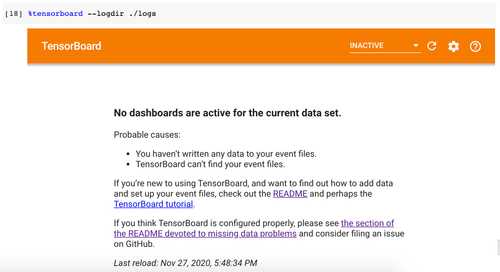 [18] %tensorboard --logdir ./logs
TensorBoard INACTIVE
No dashboards are active for the current data set.
Probable causes:
• You haven't written any data to your event files.
• TensorBoard can't find your event files.
If you're new to using TensorBoard, and want to find out how to add data
and set up your event files, check out the README and perhaps the
TensorBoard tutorial.
If you think TensorBoard is configured properly, please see the section
of the README devoted to missing data problems and consider filing an issue
on GitHub.
Last reload: Nov 27, 2020, 5:48:34 PM